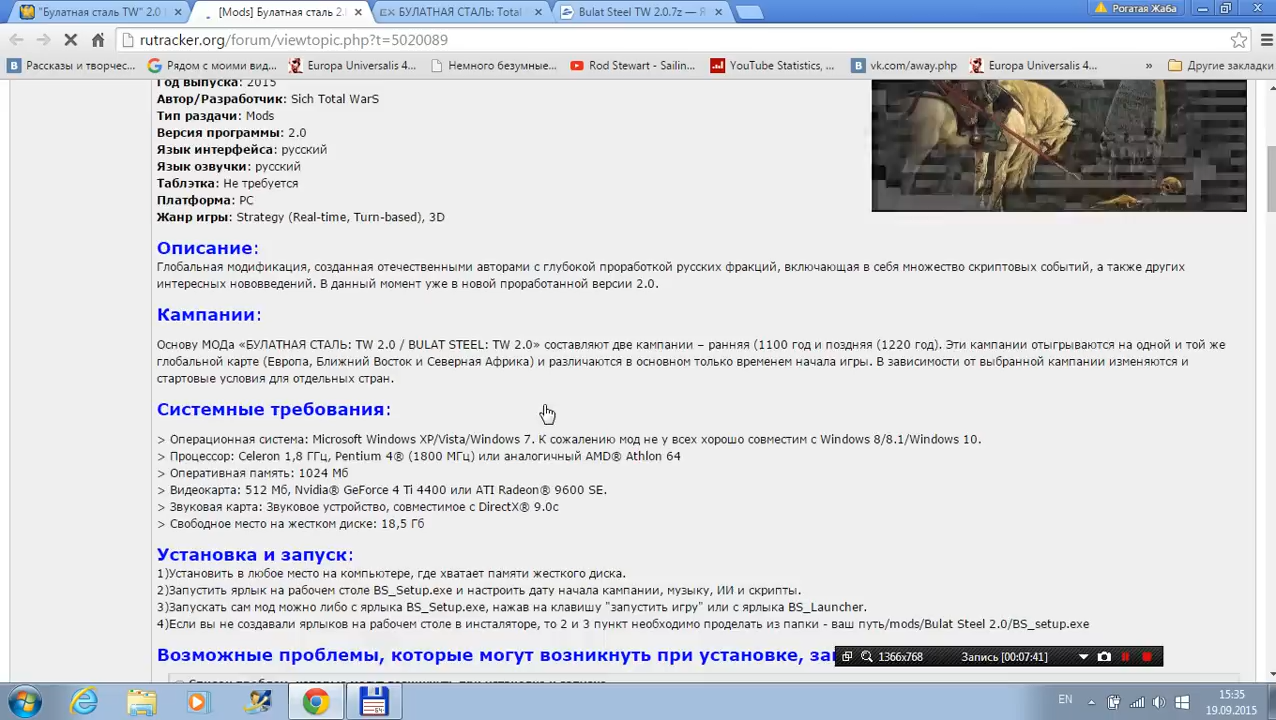 "Булатная сталь TW" 2.0
[Mods] Булатная сталь 2.
БУЛАТНАЯ СТАЛЬ: Total
Bulat Steel TW 2.0.7z — Я
Рогатая Жаба
rutracker.org/forum/viewtopic.php?t=5020089
Рассказы и творчес...
Рядом с моими вид...
Europa Universalis 4...
Немного безумные...
Rod Stewart - Sailin...
YouTube Statistics, ...
vk.com/away.php
Europa Universalis 4...
»
Другие закладки
Год выпуска: 2015
Автор/Разработчик: Sich Total WarS
Тип раздачи: Mods
Версия программы: 2.0
Язык интерфейса: русский
Язык озвучки: русский
Таблэтка: Не требуется
Платформа: PC
Жанр игры: Strategy (Real-time, Turn-based), 3D
Описание:
Глобальная модификация, созданная отечественными авторами с глубокой проработкой русских фракций, включающая в себя множество скриптовых событий, а также других
интересных нововведений. В данный момент уже в новой проработанной версии 2.0.
Кампании:
Основу МОДа «БУЛАТНАЯ СТАЛЬ: TW 2.0 / BULAT STEEL: TW 2.0» составляют две кампании – ранняя (1100 год и поздняя (1220 год). Эти кампании отыгрываются на одной и той же
глобальной карте (Европа, Ближний Восток и Северная Африка) и различаются в основном только временем начала игры. В зависимости от выбранной кампании изменяются и
стартовые условия для отдельных стран.
Системные требования:
> Операционная система: Microsoft Windows XP/Vista/Windows 7. К сожалению мод не у всех хорошо совместим с Windows 8/8.1/Windows 10.
> Процессор: Celeron 1,8 ГГц, Pentium 4® (1800 МГц) или аналогичный AMD® Athlon 64
> Оперативная память: 1024 Мб
> Видеокарта: 512 Мб, Nvidia® GeForce 4 Ti 4400 или ATI Radeon® 9600 SE.
> Звуковая карта: Звуковое устройство, совместимое с DirectX® 9.0c
> Свободное место на жестком диске: 18,5 Гб
Установка и запуск:
1)Установить в любое место на компьютере, где хватает памяти жесткого диска.
2)Запустить ярлык на рабочем столе BS_Setup.exe и настроить дату начала кампании, музыку, ИИ и скрипты.
3)Запускать сам мод можно либо с ярлыка BS_Setup.exe, нажав на клавишу "запустить игру" или с ярлыка BS_Launcher.
4)Если вы не создавали ярлыков на рабочем столе в инсталяторе, то 2 и 3 пункт необходимо проделать из папки - ваш путь/mods/Bulat Steel 2.0/BS_setup.exe
Возможные проблемы, которые могут возникнуть при установке, за
1366x768
Запись [00:07:41]
Список проблем, которые могут возникнуть при установке и запуске
EN
15:35
19.09.2015